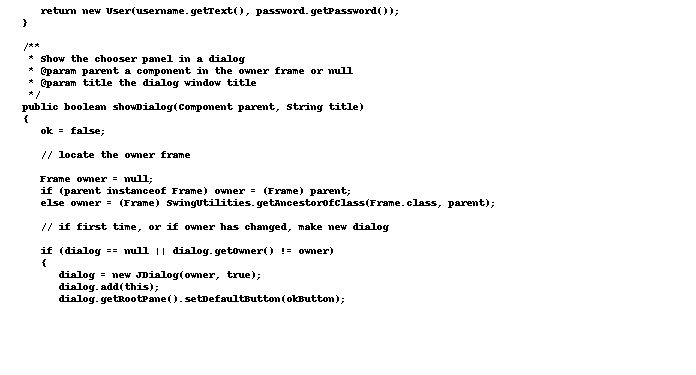 return new User(username.getText(), password.getPassword());
}
/**
* Show the chooser panel in a dialog
* @param parent a component in the owner frame or null
* @param title the dialog window title
*/
public boolean showDialog(Component parent, String title)
{
ok = false;
// locate the owner frame
Frame owner = null;
if (parent instanceof Frame) owner = (Frame) parent;
else owner = (Frame) SwingUtilities.getAncestorOfClass(Frame.class, parent);
// if first time, or if owner has changed, make new dialog
if (dialog == null || dialog.getOwner() != owner)
{
dialog = new JDialog(owner, true);
dialog.add(this);
dialog.getRootPane().setDefaultButton(okButton);